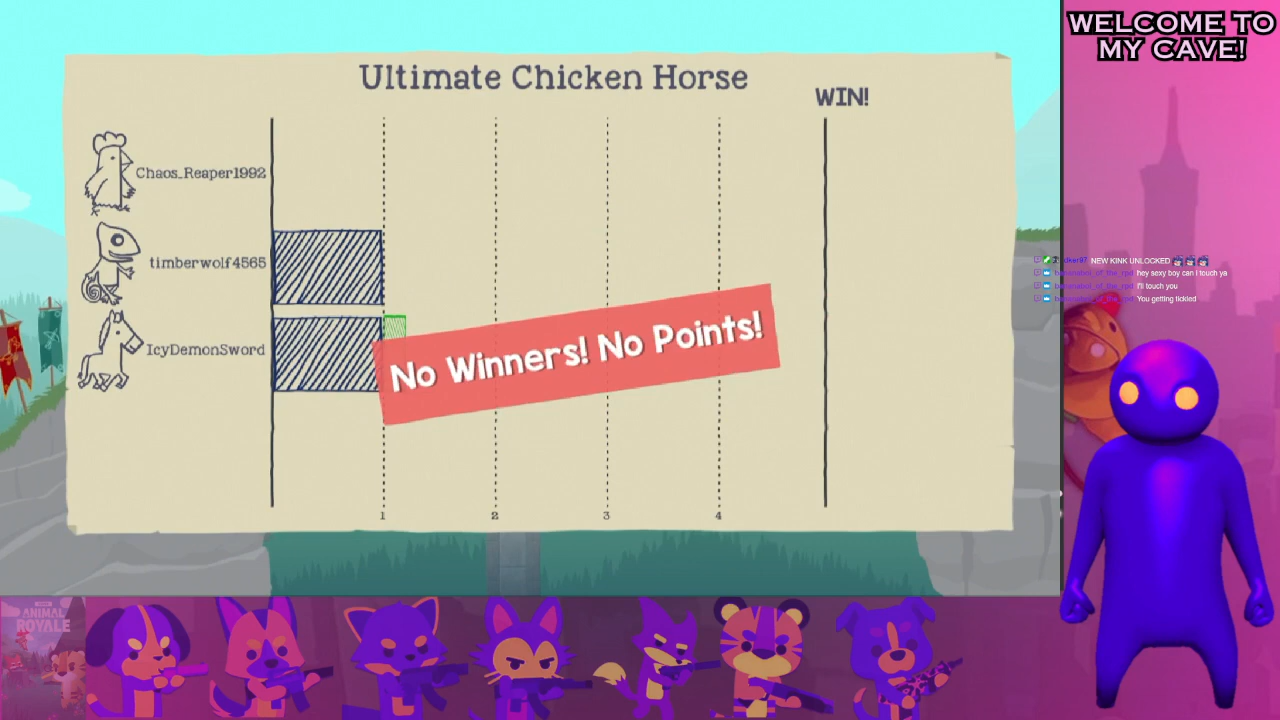 WELCOME TO
MY CAVE!
Ultimate Chicken Horse
WIN!
Chaos_Reaper1992
timberwolf4565
IcyDemonSword
No Winners! No Points!
1 2 3 4
NEW KINK UNLOCKED
hey sexy boy can i touch ya
I'll touch you
You getting tickled
ANIMAL
ROYALE